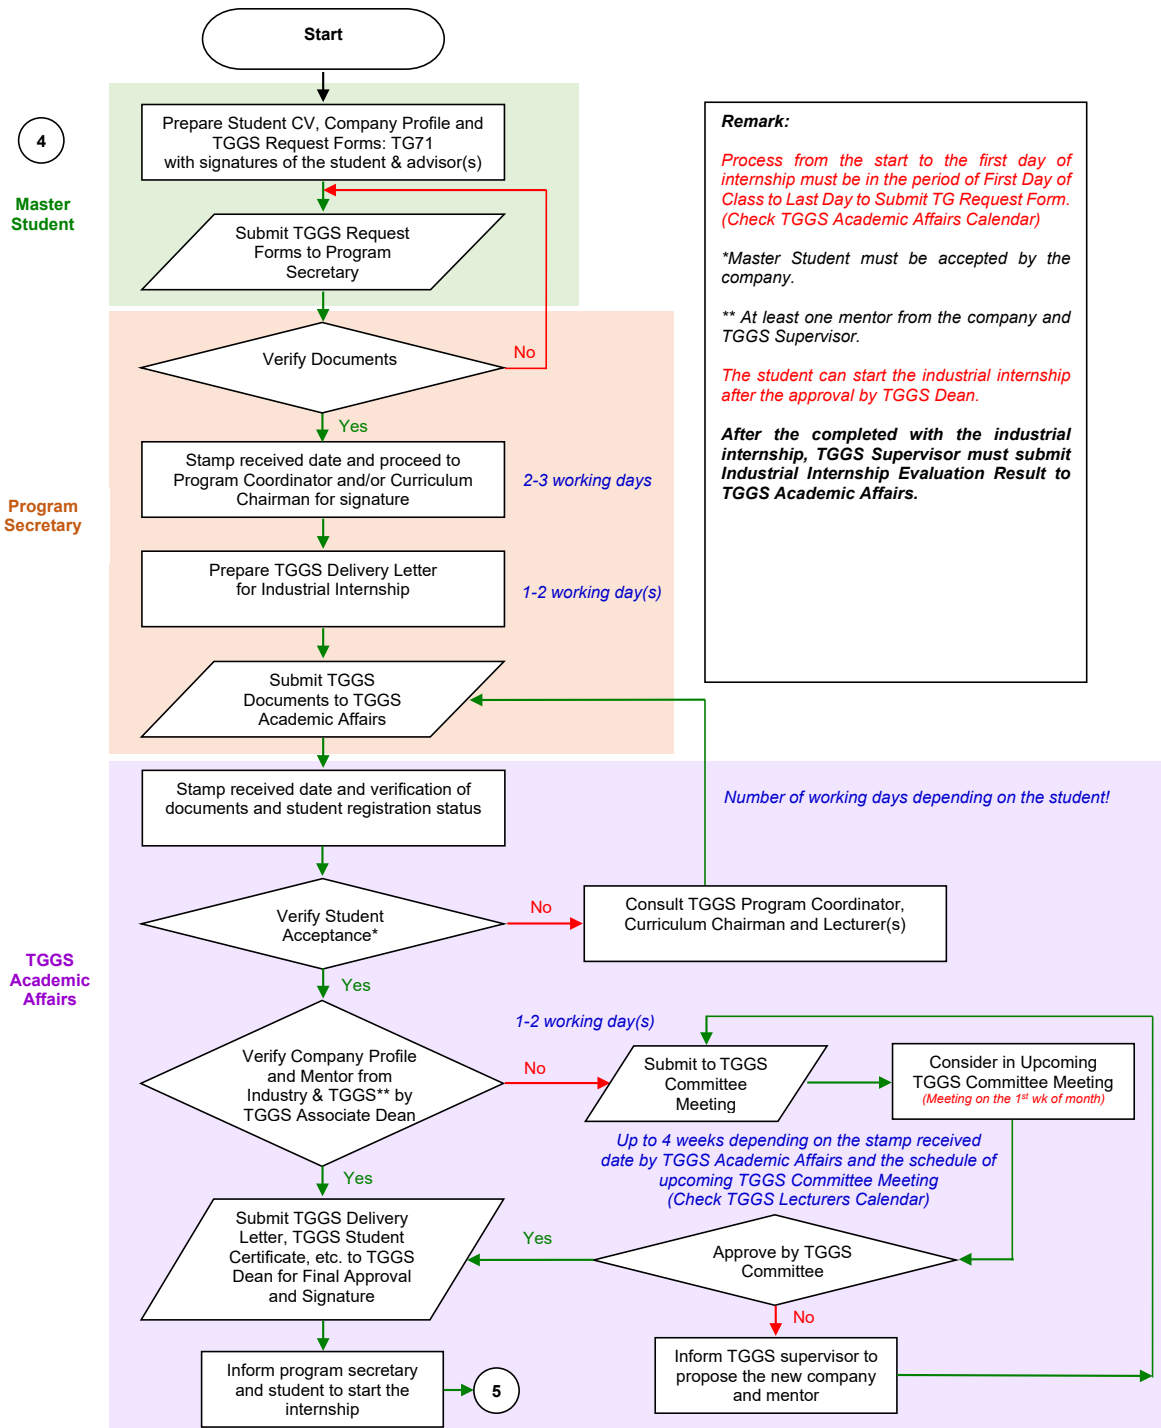 Start
4
Master
Student
Prepare Student CV, Company Profile and
TGGS Request Forms: TG71
with signatures of the student & advisor(s)
Submit TGGS Request
Forms to Program
Secretary
Remark:
Process from the start to the first day of
internship must be in the period of First Day of
Class to Last Day to Submit TG Request Form.
(Check TGGS Academic Affairs Calendar)
*Master Student must be accepted by the
company.
** At least one mentor from the company and
TGGS Supervisor.
The student can start the industrial internship
after the approval by TGGS Dean.
After the completed with the industrial
internship, TGGS Supervisor must submit
Industrial Internship Evaluation Result to
TGGS Academic Affairs.
Program
Secretary
Verify Documents
No
Yes
Stamp received date and proceed to
Program Coordinator and/or Curriculum
Chairman for signature
2-3 working days
Prepare TGGS Delivery Letter
for Industrial Internship
1-2 working day(s)
Submit TGGS
Documents to TGGS
Academic Affairs
TGGS
Academic
Affairs
Stamp received date and verification of
documents and student registration status
Number of working days depending on the student!
Verify Student
Acceptance*
No
Consult TGGS Program Coordinator,
Curriculum Chairman and Lecturer(s)
Yes
1-2 working day(s)
Verify Company Profile
and Mentor from
Industry & TGGS** by
TGGS Associate Dean
No
Submit to TGGS
Committee
Meeting
Consider in Upcoming
TGGS Committee Meeting
(Meeting on the 1st wk of month)
Up to 4 weeks depending on the stamp received
date by TGGS Academic Affairs and the schedule of
upcoming TGGS Committee Meeting
(Check TGGS Lecturers Calendar)
Yes
Submit TGGS Delivery
Letter, TGGS Student
Certificate, etc. to TGGS
Dean for Final Approval
and Signature
Yes
Approve by TGGS
Committee
No
Inform TGGS supervisor to
propose the new company
and mentor
Inform program secretary
and student to start the
internship
5